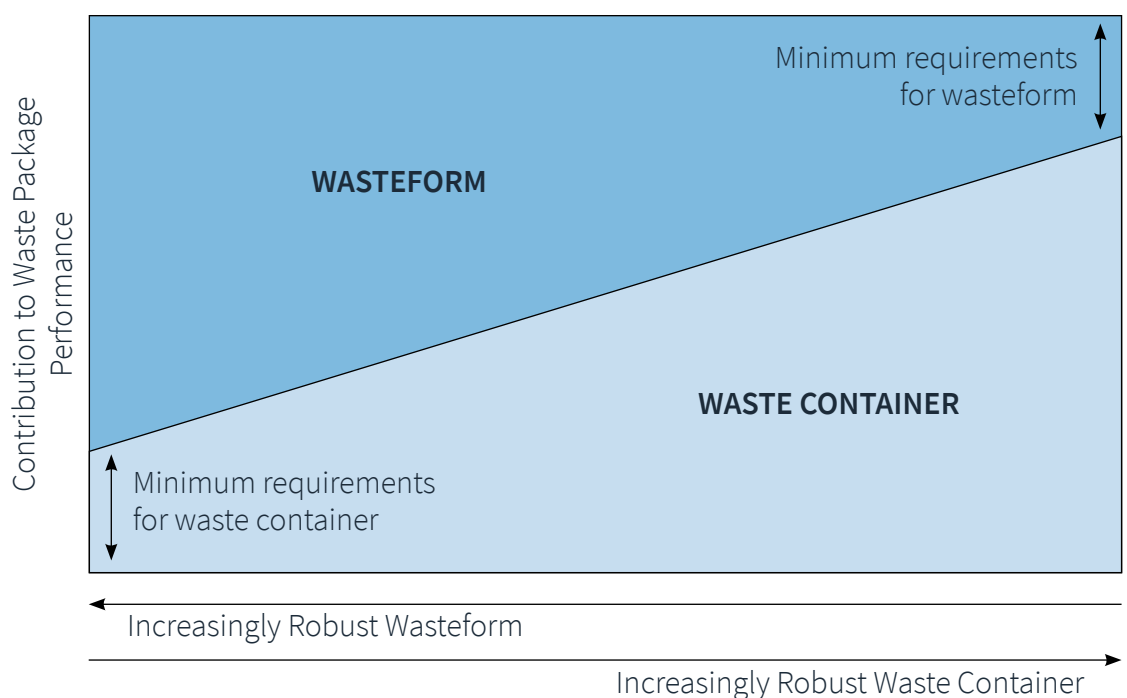 Contribution to Waste Package
Performance
Minimum requirements
for wasteform
WASTEFORM
WASTE CONTAINER
Minimum requirements
for waste container
Increasingly Robust Wasteform
Increasingly Robust Waste Container